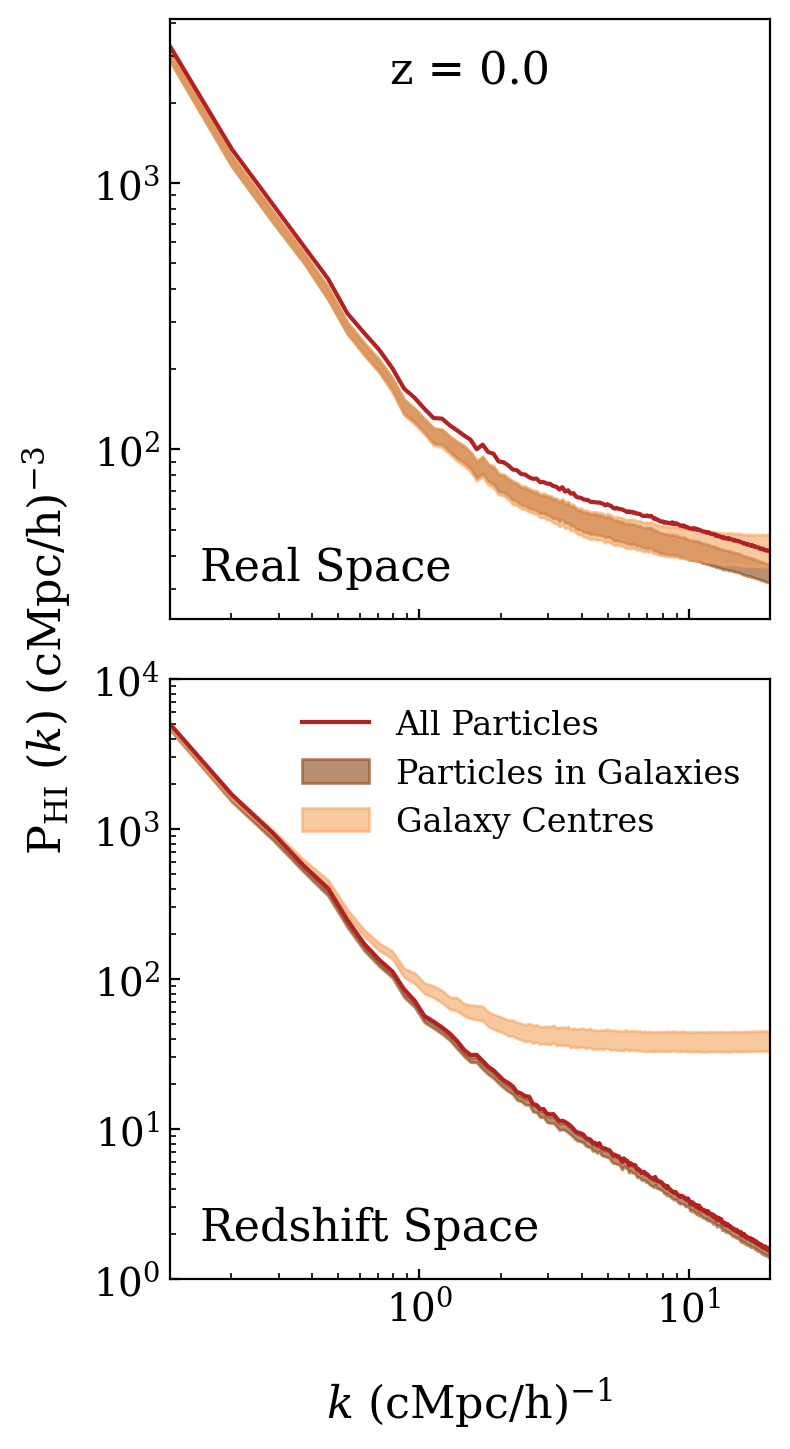 z = 0.0
10³
10²
Real Space
P_HI (k) (cMpc/h)⁻³
10⁴
All Particles
Particles in Galaxies
10³
Galaxy Centres
10²
10¹
Redshift Space
10⁰
10⁰ 10¹
k (cMpc/h)⁻¹